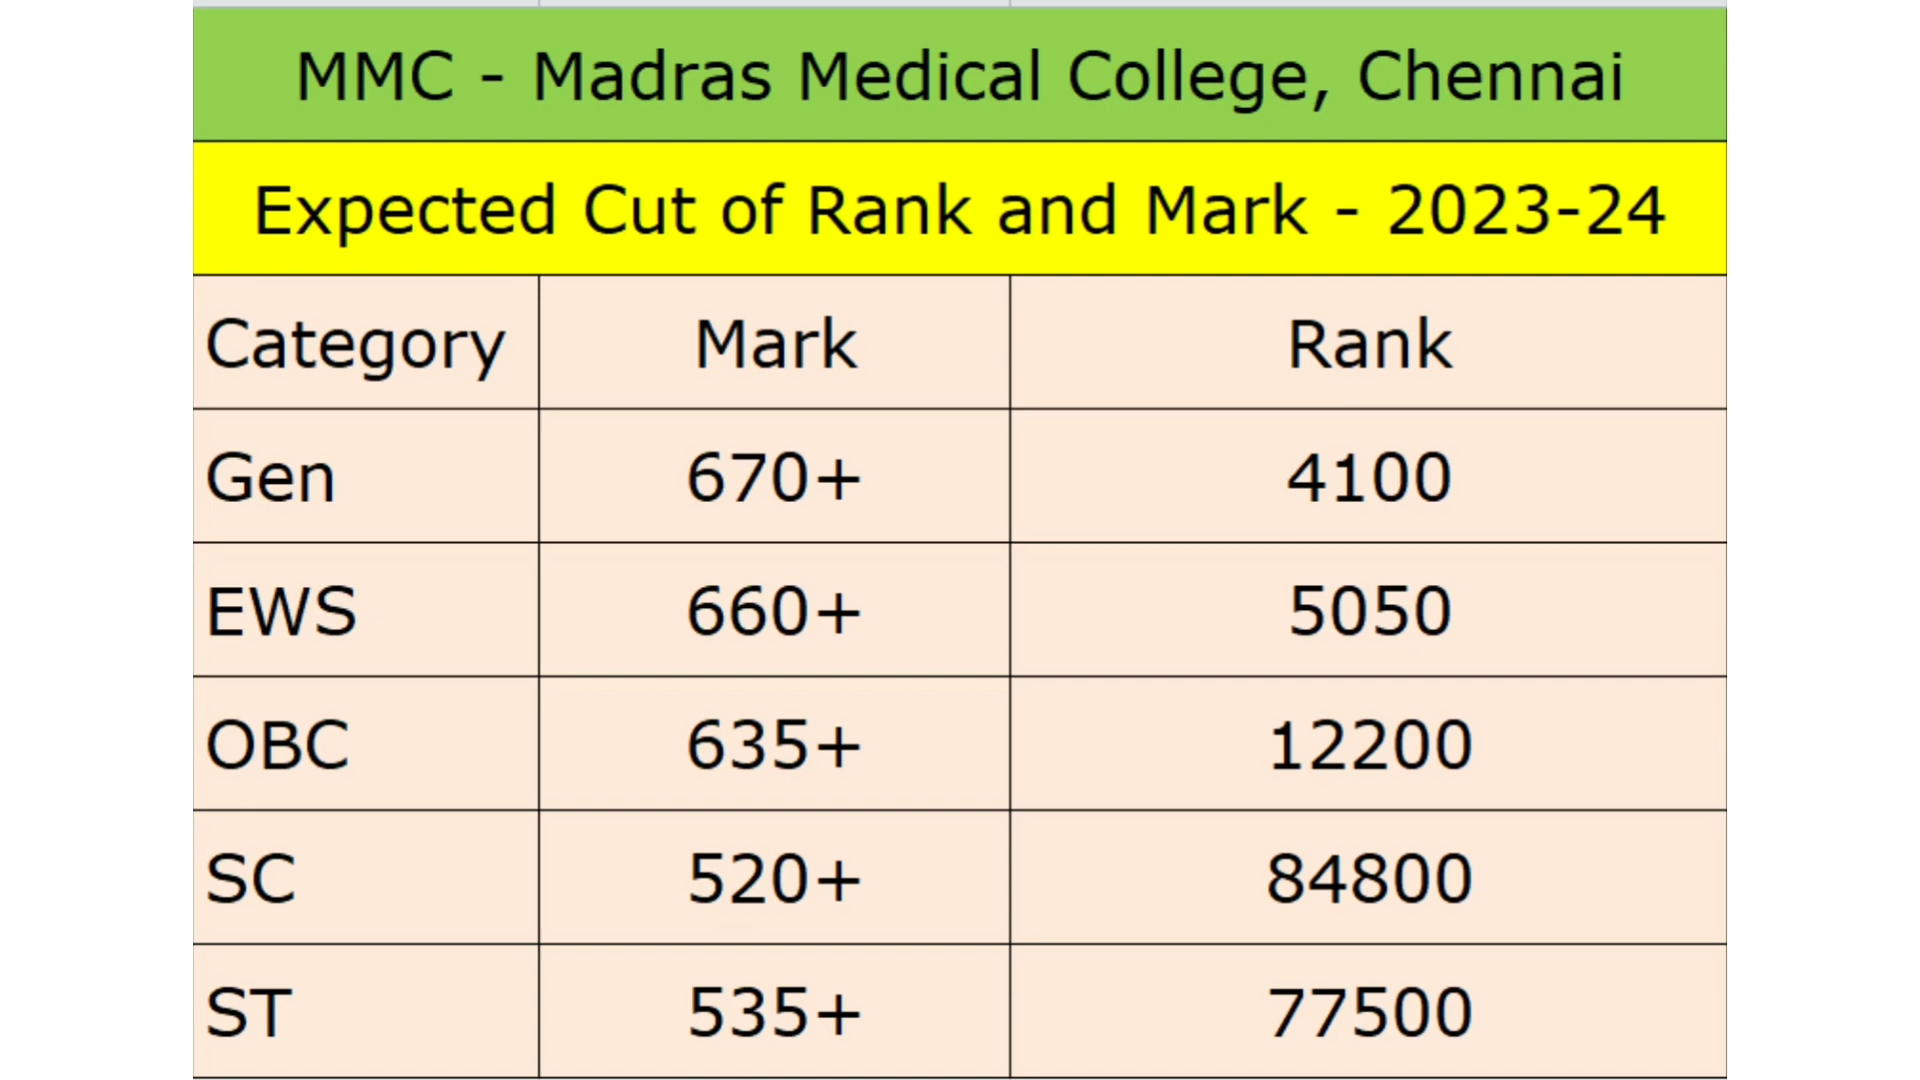 MMC - Madras Medical College, Chennai
Expected Cut of Rank and Mark - 2023-24
Category Mark Rank
Gen 670+ 4100
EWS 660+ 5050
OBC 635+ 12200
SC 520+ 84800
ST 535+ 77500